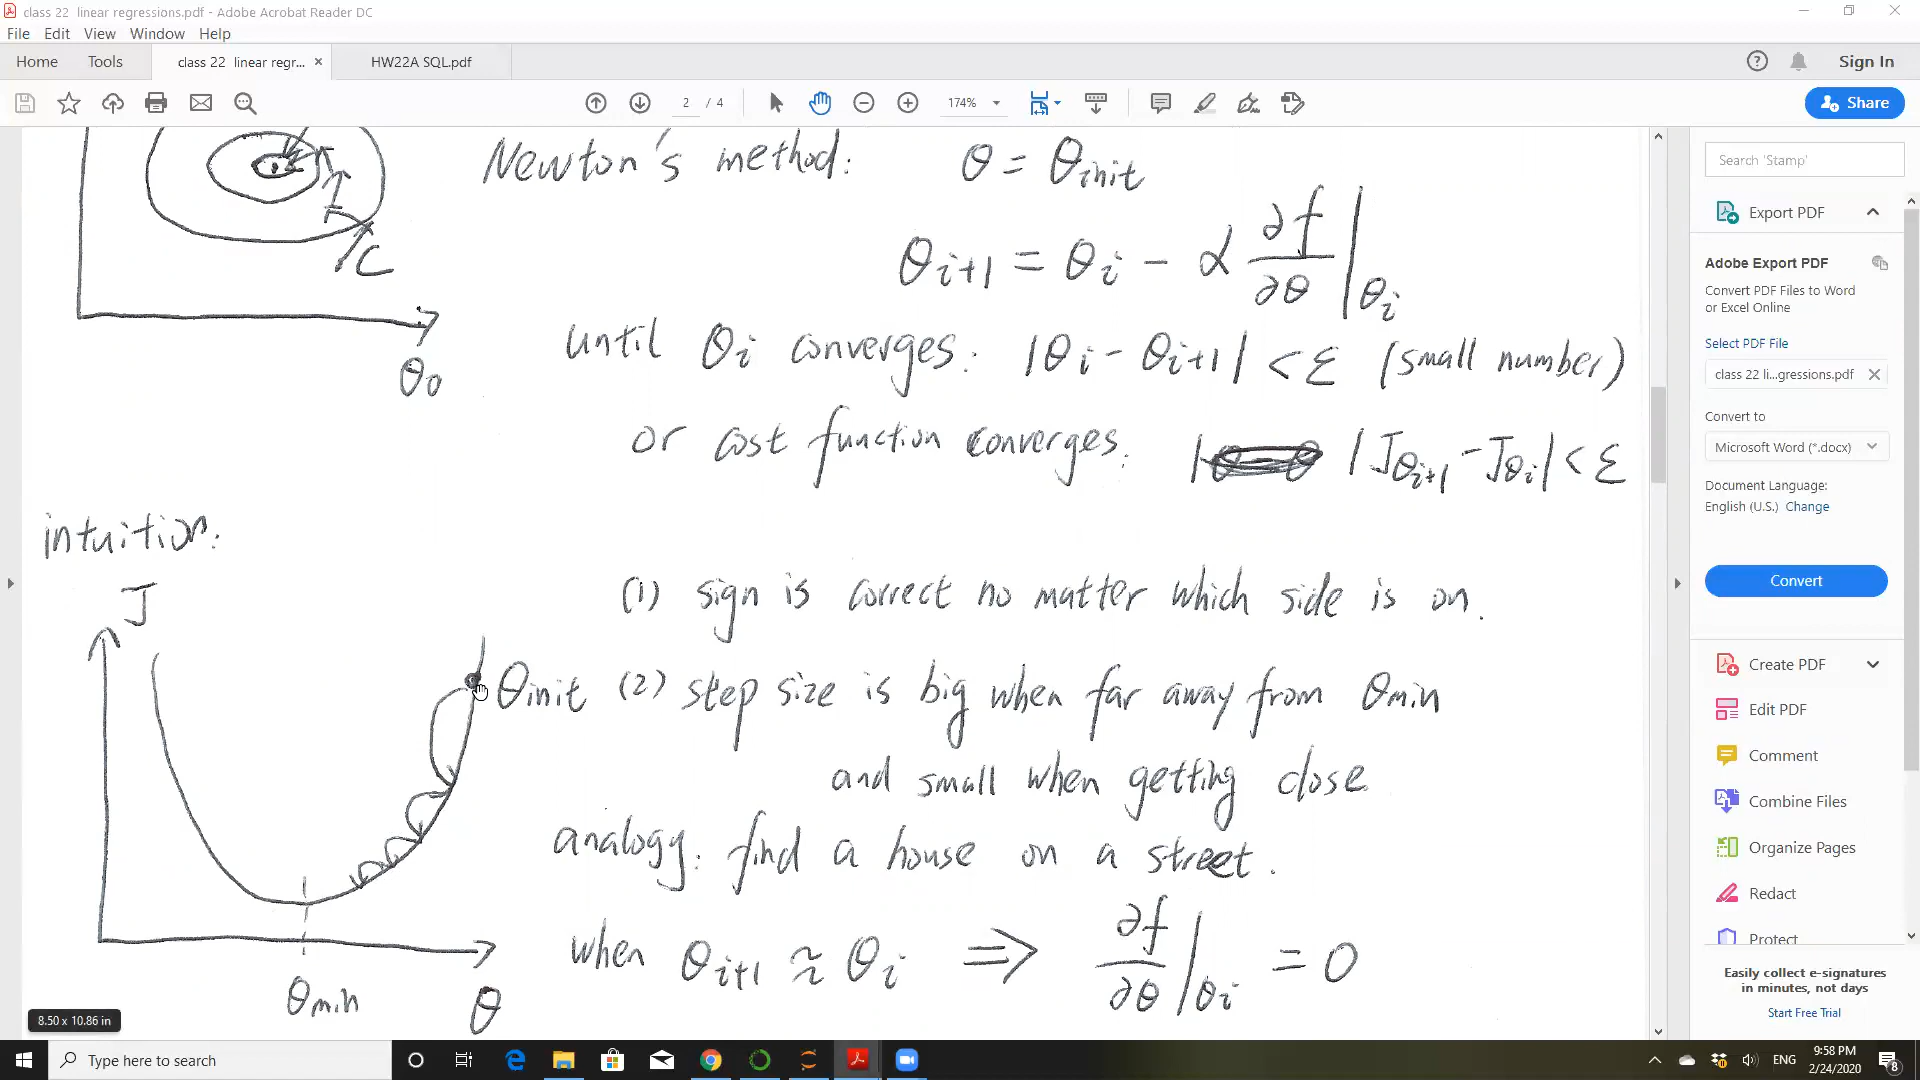 class 22 linear regressions.pdf - Adobe Acrobat Reader DC
File Edit View Window Help
Home Tools class 22 linear regr... × HW22A SQL.pdf Sign In
2 / 4 174% Share
Newton's method: θ = θinit
θi+1 = θi - α ∂f/∂θ |θi
C
θ0
until θi converges: |θi - θi+1| < ε (small number)
or cost function converges: |Jθi+1 - Jθi| < ε
intuition:
J
(1) sign is correct no matter which side is on.
θinit (2) step size is big when far away from θmin
and small when getting close
analogy: find a house on a street.
when θi+1 ≈ θi ⇒ ∂f/∂θ |θi = 0
θmin θ
8.50 x 10.86 in
Search 'Stamp'
Export PDF
Adobe Export PDF
Convert PDF Files to Word
or Excel Online
Select PDF File
class 22 li...gressions.pdf
Convert to
Microsoft Word (*.docx)
Document Language:
English (U.S.) Change
Convert
Create PDF
Edit PDF
Comment
Combine Files
Organize Pages
Redact
Protect
Easily collect e-signatures
in minutes, not days
Start Free Trial
Type here to search
ENG
9:58 PM
2/24/2020
8